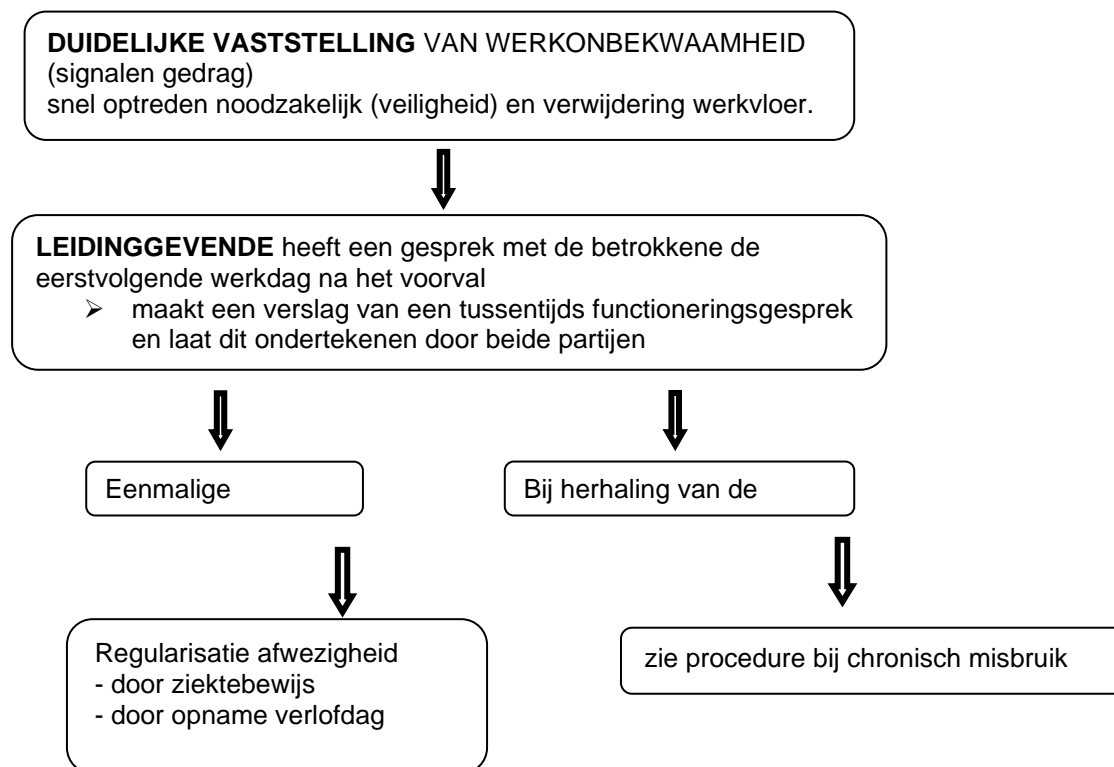 DUIDELIJKE VASTSTELLING VAN WERKONBEKWAAMHEID
(signalen gedrag)
snel optreden noodzakelijk (veiligheid) en verwijdering werkvloer.
LEIDINGGEVENDE heeft een gesprek met de betrokkene de
eerstvolgende werkdag na het voorval
➢ maakt een verslag van een tussentijds functioneringsgesprek
en laat dit ondertekenen door beide partijen
Eenmalige
Bij herhaling van de
Regularisatie afwezigheid
- door ziektebewijs
- door opname verlofdag
zie procedure bij chronisch misbruik